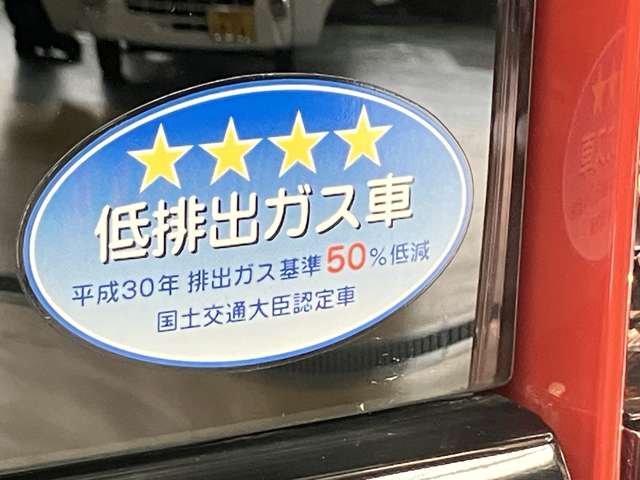 ★★★★
低排出ガス車
平成30年 排出ガス基準50%低減
国土交通大臣認定車